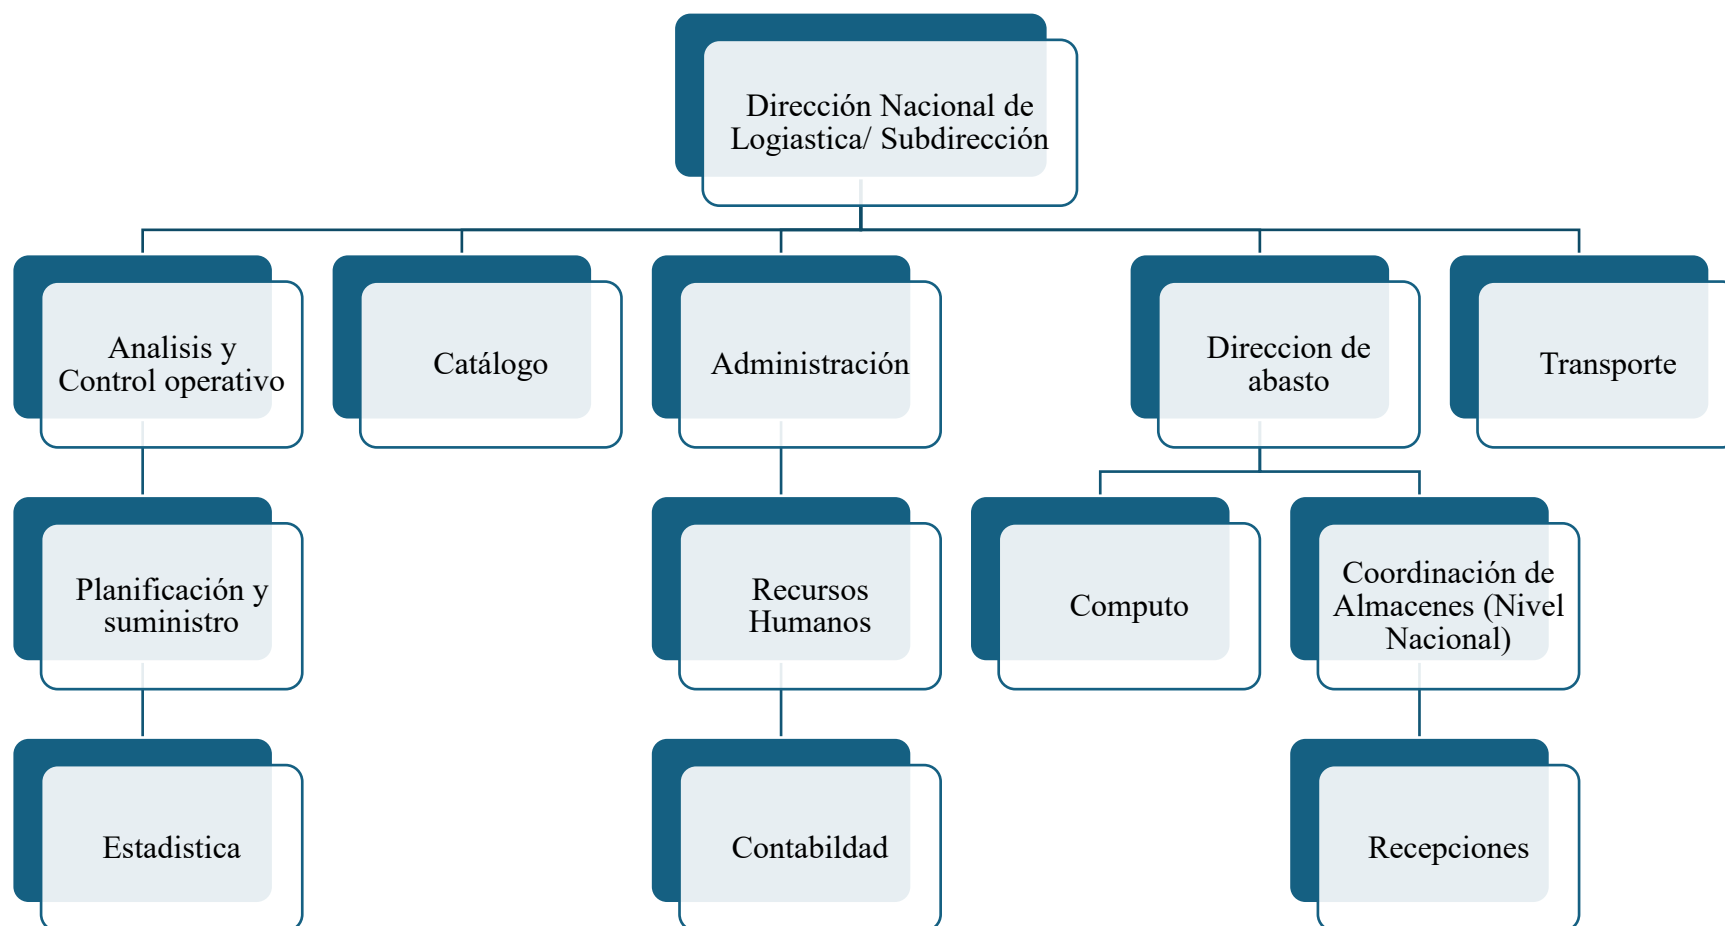 Dirección Nacional de
Logiastica/ Subdirección
Analisis y
Control operativo
Catálogo
Administración
Direccion de
abasto
Transporte
Planificación y
suministro
Recursos
Humanos
Computo
Coordinación de
Almacenes (Nivel
Nacional)
Estadistica
Contabildad
Recepciones